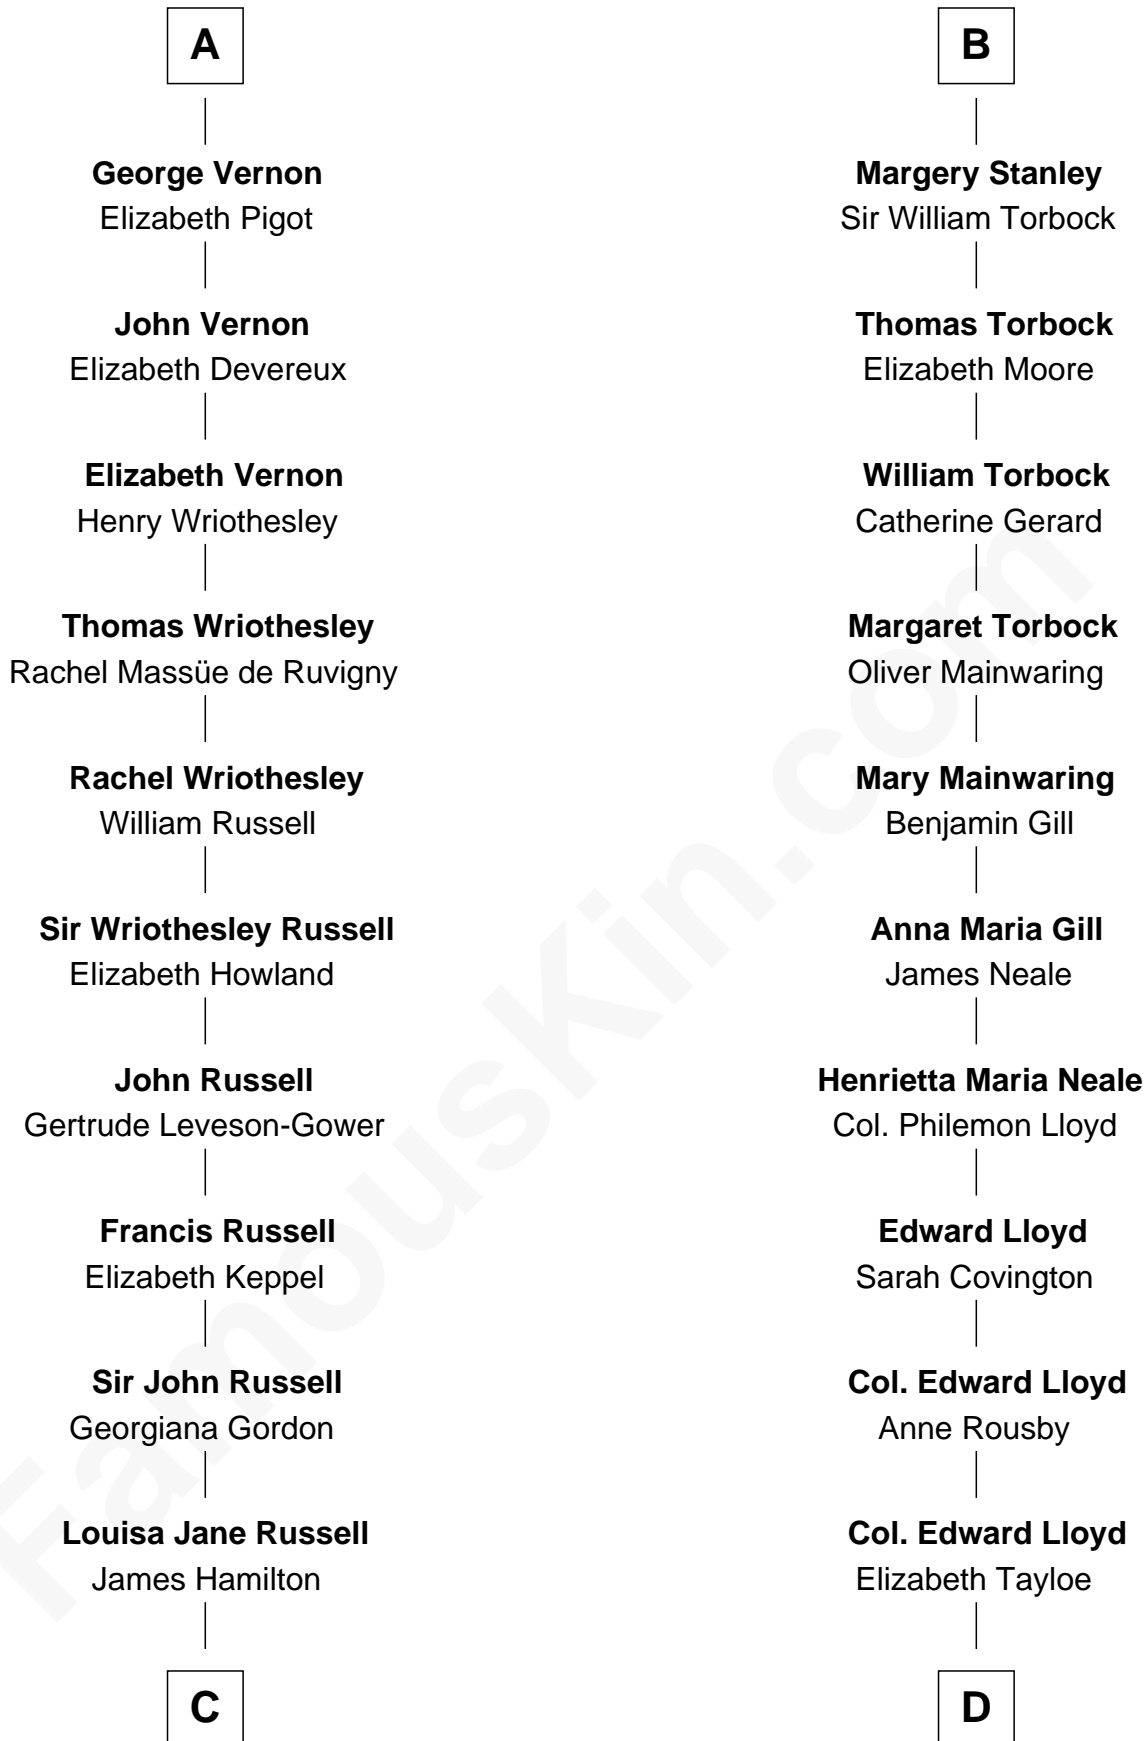 A
George Vernon
Elizabeth Pigot
John Vernon
Elizabeth Devereux
Elizabeth Vernon
Henry Wriothesley
Thomas Wriothesley
Rachel Massüe de Ruvigny
Rachel Wriothesley
William Russell
Sir Wriothesley Russell
Elizabeth Howland
John Russell
Gertrude Leveson-Gower
Francis Russell
Elizabeth Keppel
Sir John Russell
Georgiana Gordon
Louisa Jane Russell
James Hamilton
C
B
Margery Stanley
Sir William Torbock
Thomas Torbock
Elizabeth Moore
William Torbock
Catherine Gerard
Margaret Torbock
Oliver Mainwaring
Mary Mainwaring
Benjamin Gill
Anna Maria Gill
James Neale
Henrietta Maria Neale
Col. Philemon Lloyd
Edward Lloyd
Sarah Covington
Col. Edward Lloyd
Anne Rousby
Col. Edward Lloyd
Elizabeth Tayloe
D
FamousKin.com